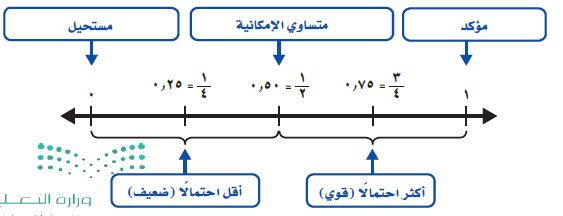 مؤكد
متساوي الإمكانية
مستحيل
١
٠٫٧٥ = ٣/٤
٠٫٥٠ = ١/٢
٠٫٢٥ = ١/٤
٠
أكثر احتمالًا (قوي)
أقل احتمالًا (ضعيف)
وزارة التعليم